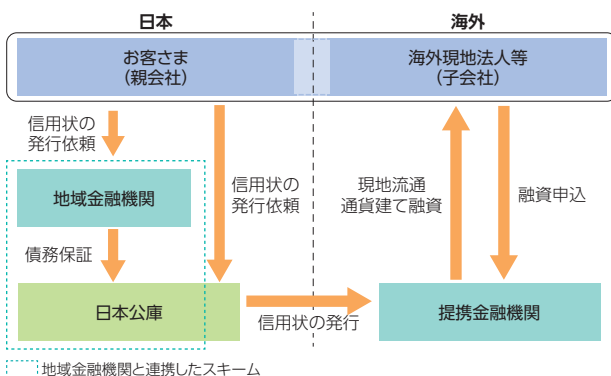 日本
海外
お客さま
（親会社）
海外現地法人等
（子会社）
信用状の
発行依頼
地域金融機関
信用状の
発行依頼
現地流通
通貨建て融資
融資申込
債務保証
日本公庫
信用状の発行
提携金融機関
地域金融機関と連携したスキーム